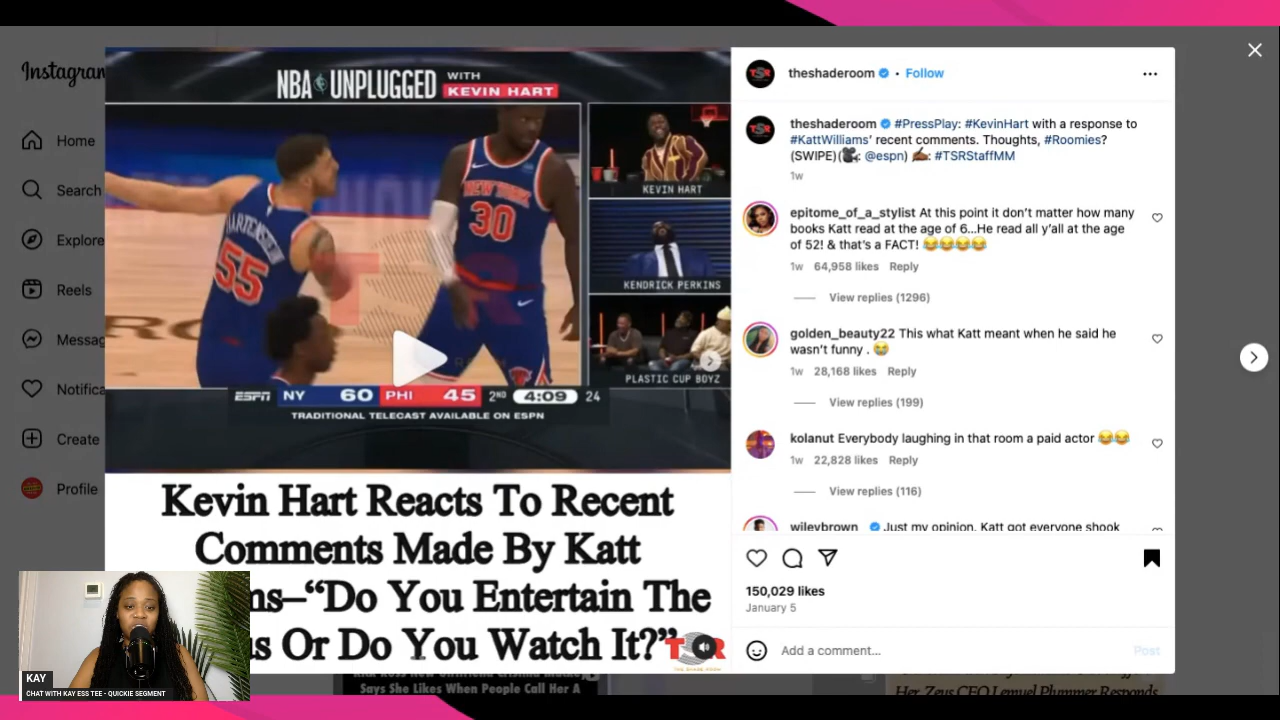 Instagram
Home
Search
Explore
Reels
Messag
Notifica
Create
Profile
NBA UNPLUGGED WITH
KEVIN HART
HARTENSTEIN
55
NEW YORK
30
KEVIN HART
KENDRICK PERKINS
PLASTIC CUP BOYZ
ESPN NY 60 PHI 45 2ND 4:09 24
TRADITIONAL TELECAST AVAILABLE ON ESPN
Kevin Hart Reacts To Recent
Comments Made By Katt
ms–“Do You Entertain The
us Or Do You Watch It?”
TSR
THE SHADE ROOM
theshaderoom • Follow
theshaderoom #PressPlay: #KevinHart with a response to
#KattWilliams’ recent comments. Thoughts, #Roomies?
(SWIPE)(🎥: @espn) ✍🏾: #TSRStaffMM
1w
epitome_of_a_stylist At this point it don’t matter how many
books Katt read at the age of 6...He read all y’all at the age
of 52! & that’s a FACT! 😂😂😂😂
1w 64,958 likes Reply
View replies (1296)
golden_beauty22 This what Katt meant when he said he
wasn’t funny . 😭
1w 28,168 likes Reply
View replies (199)
kolanut Everybody laughing in that room a paid actor 😂😂
1w 22,828 likes Reply
View replies (116)
wileybrown Just my opinion, Katt got everyone shook
150,029 likes
January 5
Add a comment...
Post
KAY
CHAT WITH KAY ESS TEE - QUICKIE SEGMENT
Says She Likes When People Call Her A
Her, Zeus CEO Lemuel Plummer Responds